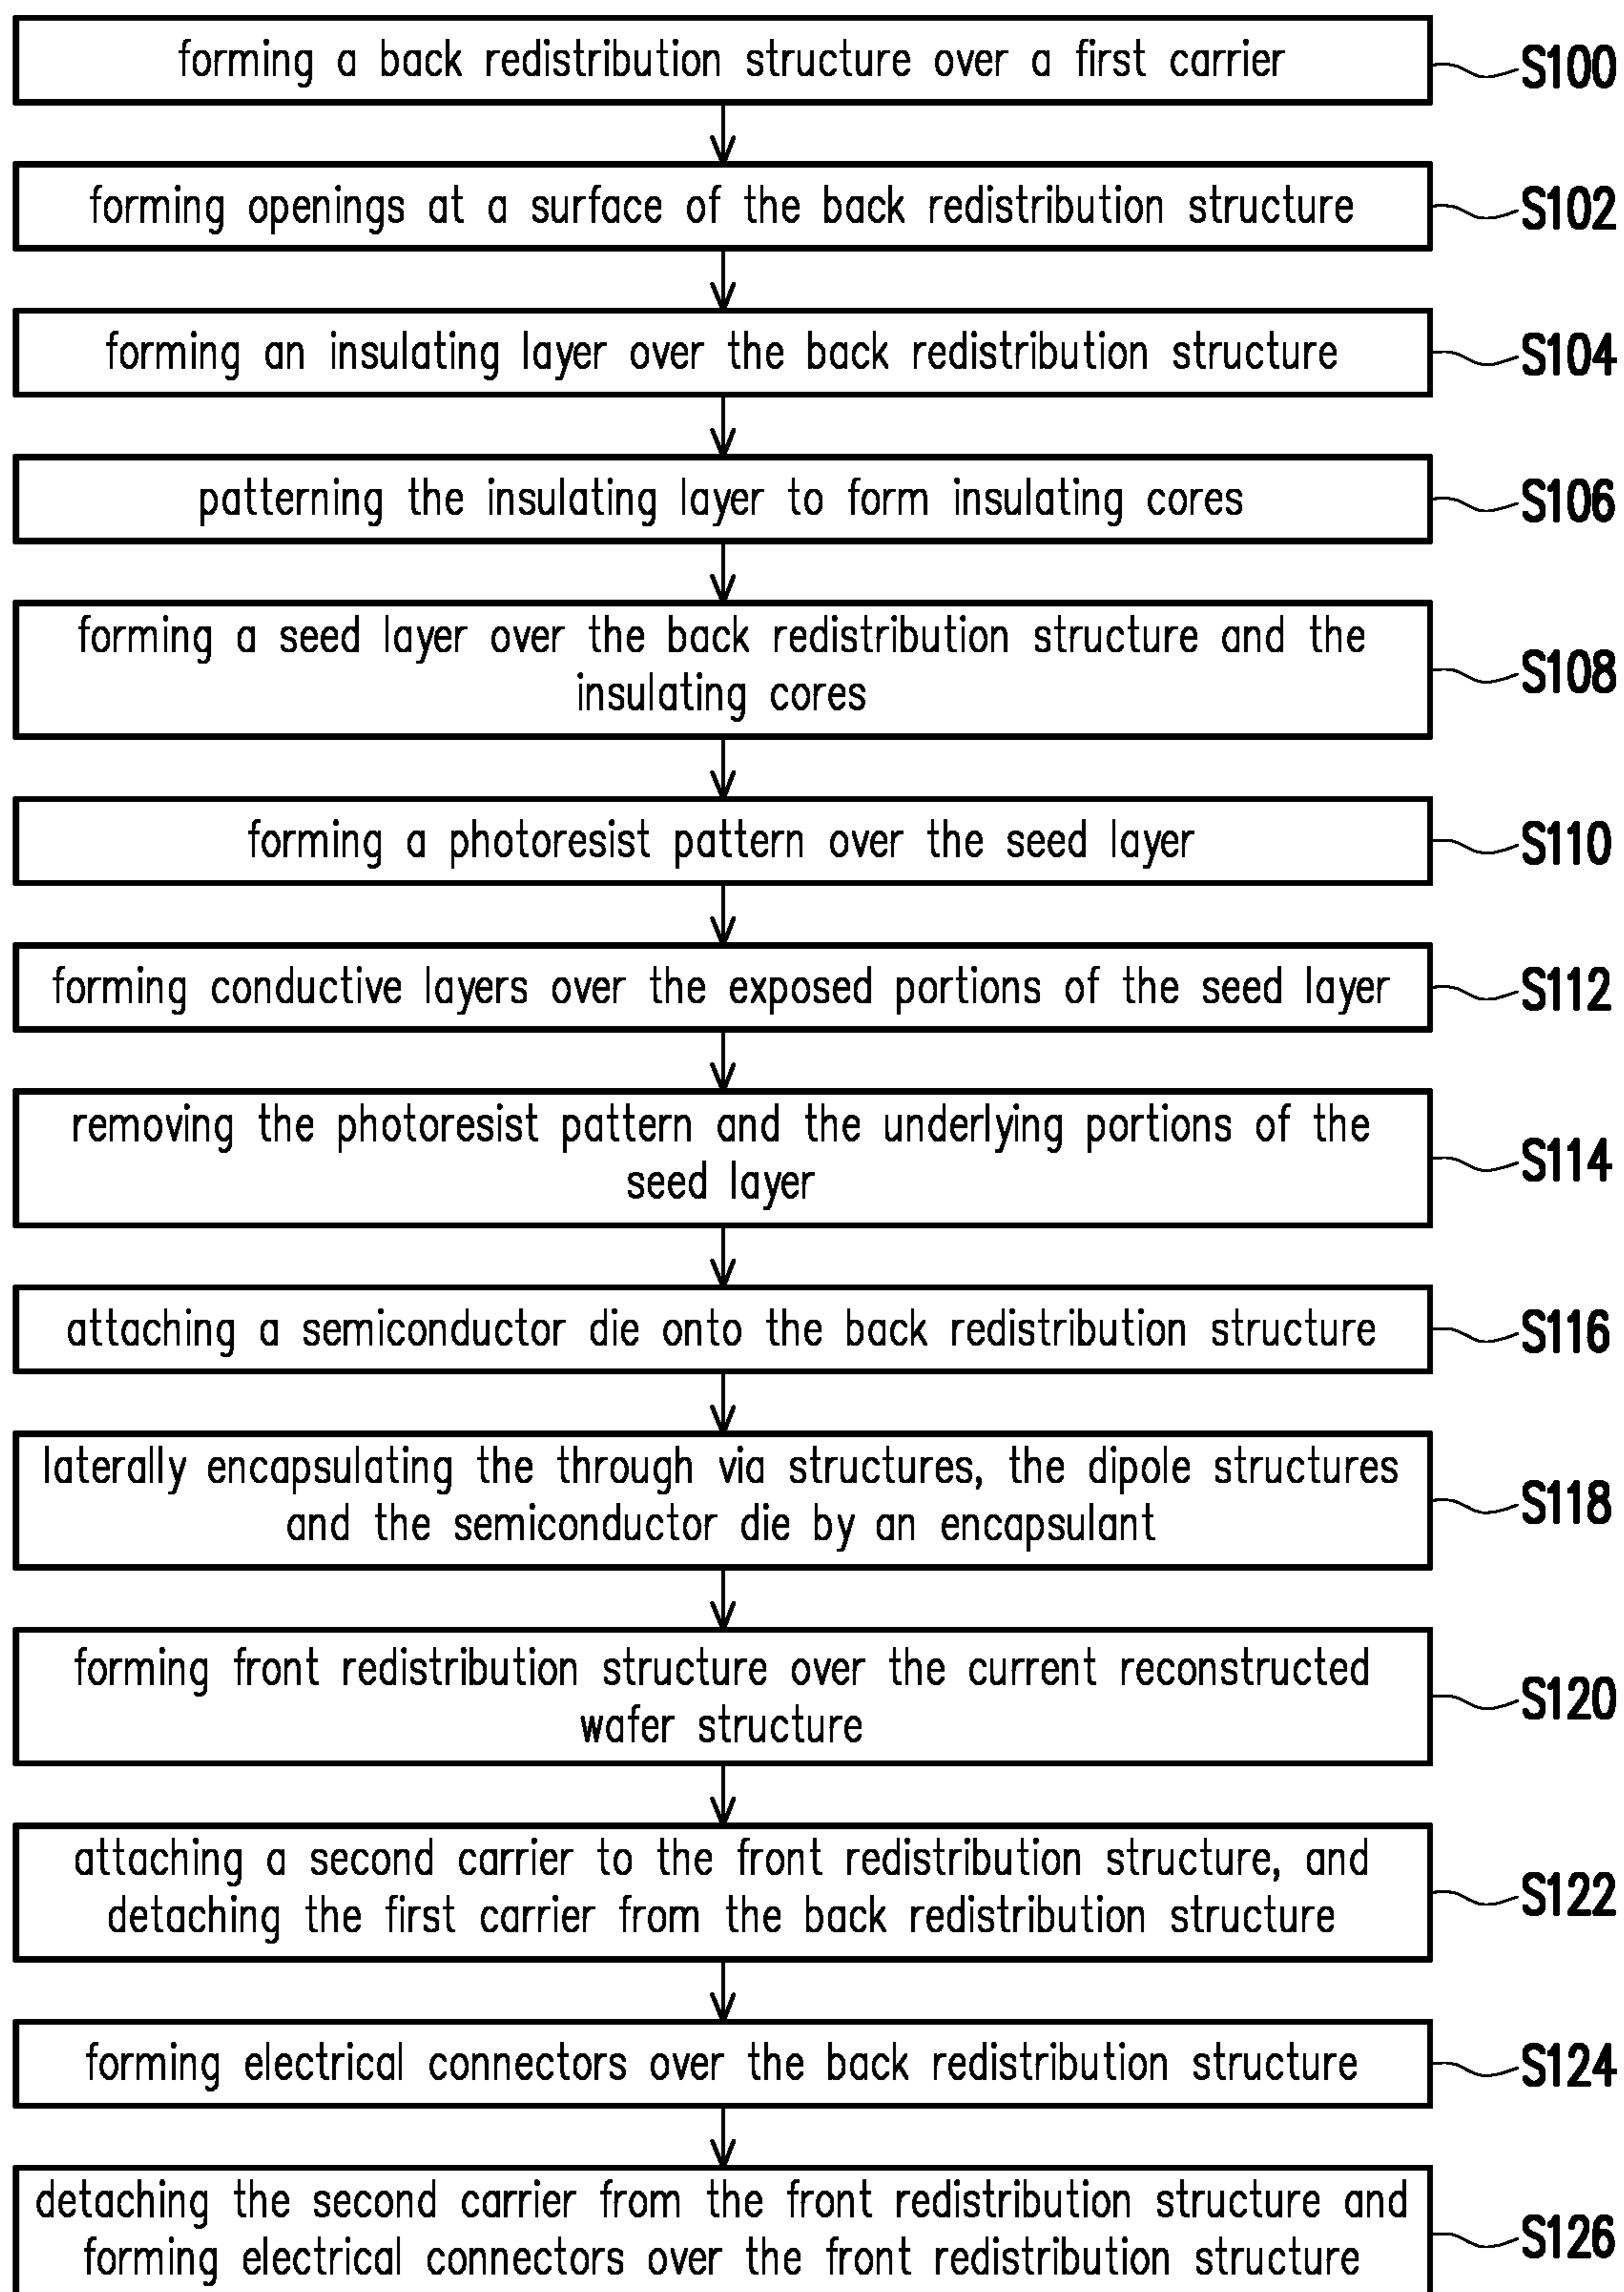 forming a back redistribution structure over a first carrier
S100
forming openings at a surface of the back redistribution structure
S102
forming an insulating layer over the back redistribution structure
S104
patterning the insulating layer to form insulating cores
S106
forming a seed layer over the back redistribution structure and the
insulating cores
S108
forming a photoresist pattern over the seed layer
S110
forming conductive layers over the exposed portions of the seed layer
S112
removing the photoresist pattern and the underlying portions of the
seed layer
S114
attaching a semiconductor die onto the back redistribution structure
S116
laterally encapsulating the through via structures, the dipole structures
and the semiconductor die by an encapsulant
S118
forming front redistribution structure over the current reconstructed
wafer structure
S120
attaching a second carrier to the front redistribution structure, and
detaching the first carrier from the back redistribution structure
S122
forming electrical connectors over the back redistribution structure
S124
detaching the second carrier from the front redistribution structure and
forming electrical connectors over the front redistribution structure
S126